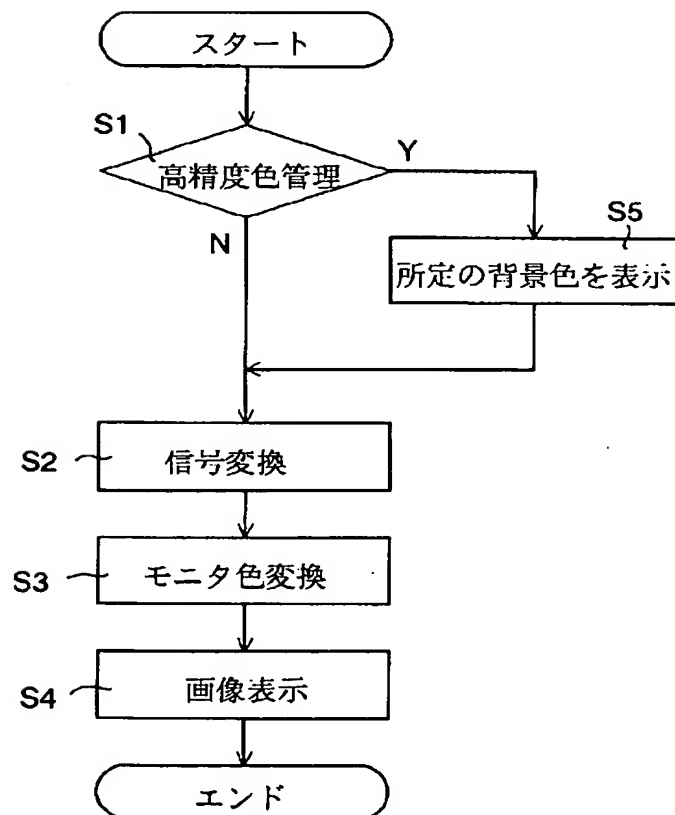 スタート
S1
高精度色管理
Y
N
S5
所定の背景色を表示
S2
信号変換
S3
モニタ色変換
S4
画像表示
エンド